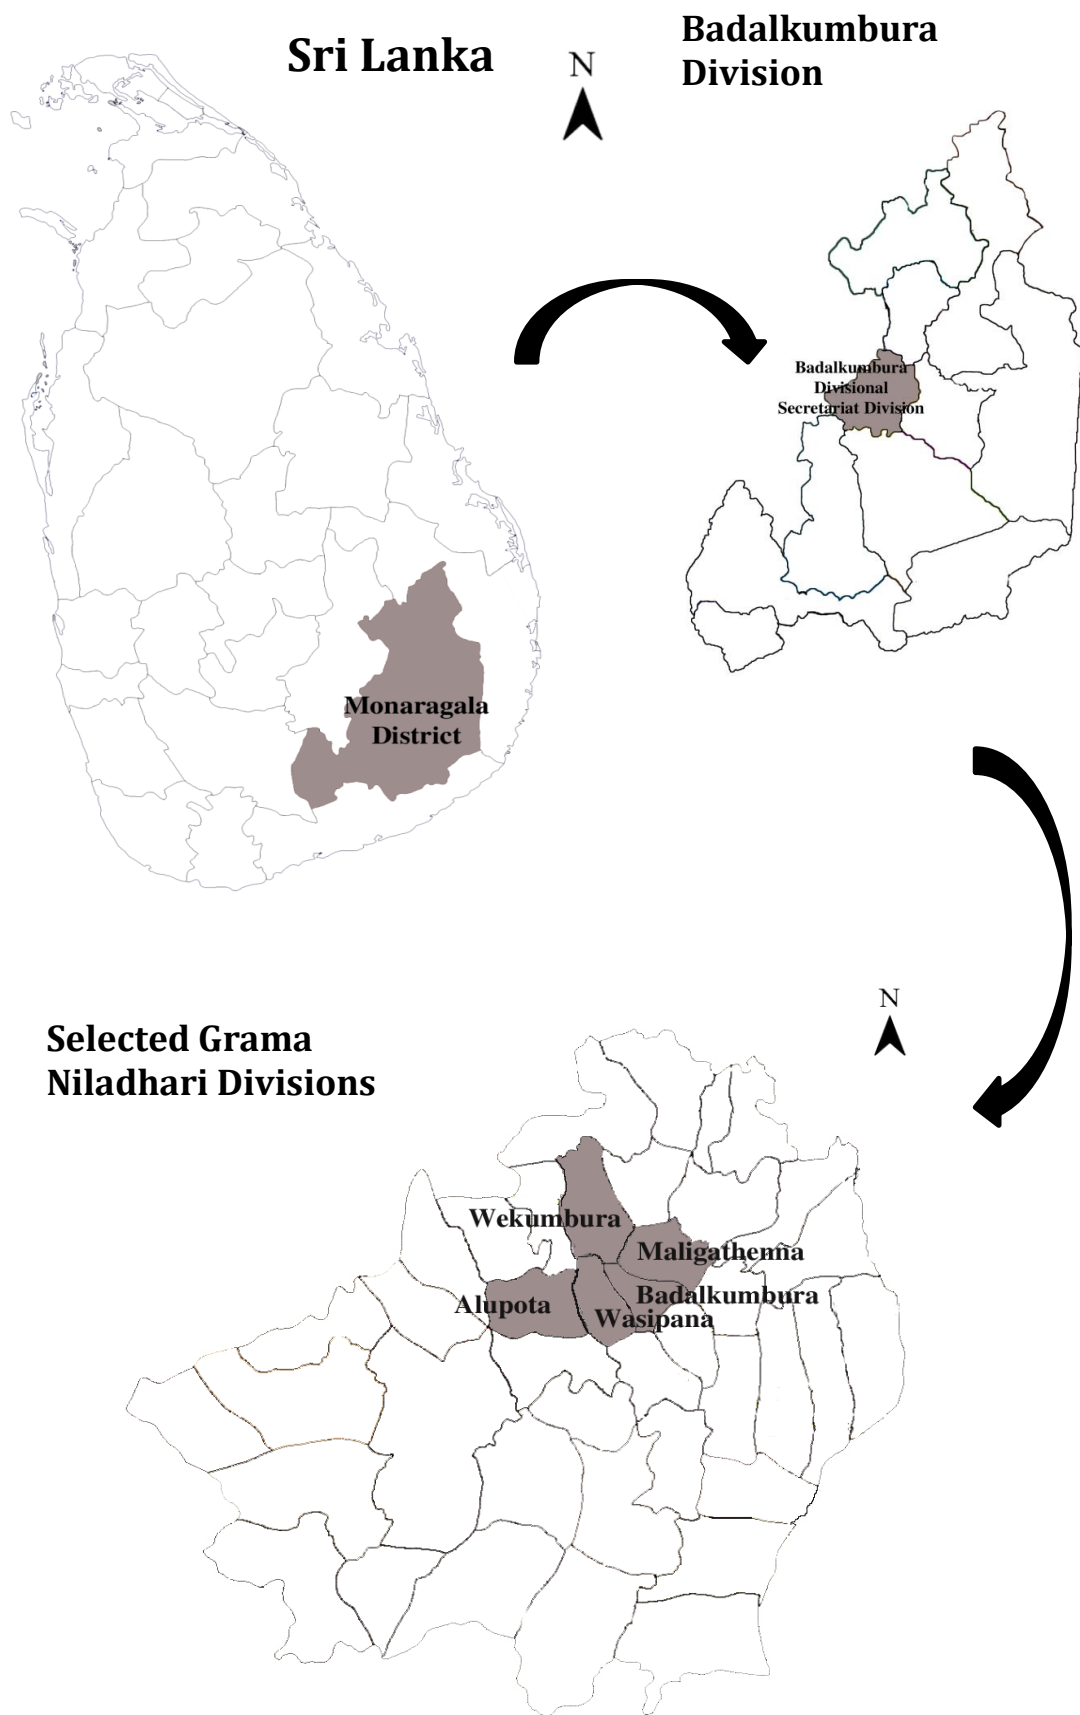 Sri Lanka
N
Badalkumbura
Division
Badalkumbura
Divisional
Secretariat Division
Monaragala
District
N
Selected Grama
Niladhari Divisions
Wekumbura
Maligathenna
Alupota
Badalkumbura
Wasipana